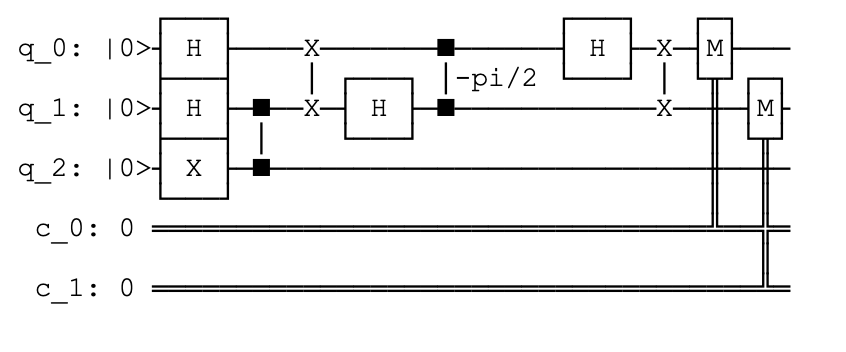 q_0: |0> H X H X M
-pi/2
q_1: |0> H X H X M
q_2: |0> X
c_0: 0
c_1: 0